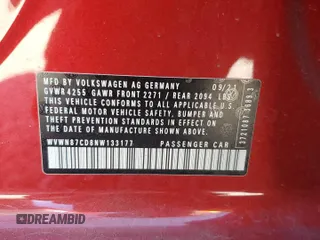 MFD BY VOLKSWAGEN AG GERMANY 09/21
GVWR 4255 GAWR FRONT 2271 / REAR 2094 LBS
THIS VEHICLE CONFORMS TO ALL APPLICABLE U.S.
FEDERAL MOTOR VEHICLE SAFETY, BUMPER, AND
THEFT PREVENTION STANDARDS IN EFFECT ON THE
DATE OF MANUFACTURE SHOWN ABOVE
WVWNB7CD8NW133177 PASSENGER CAR
DREAMBID